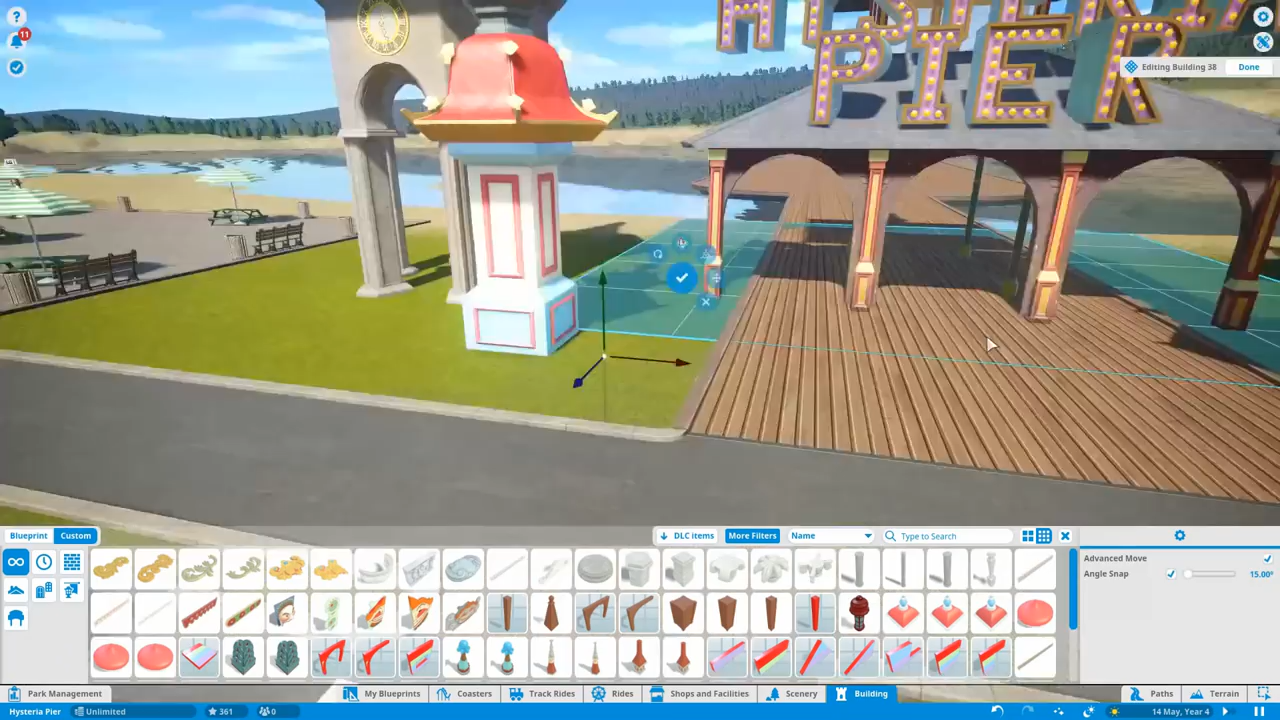 HYSTERIA
PIER
?
11
Editing Building 38
Done
Blueprint
Custom
DLC items
More Filters
Name
Type to Search
Advanced Move
Angle Snap
15.00°
Park Management
My Blueprints
Coasters
Track Rides
Rides
Shops and Facilities
Scenery
Building
Paths
Terrain
Hysteria Pier
Unlimited
361
0
14 May, Year 4